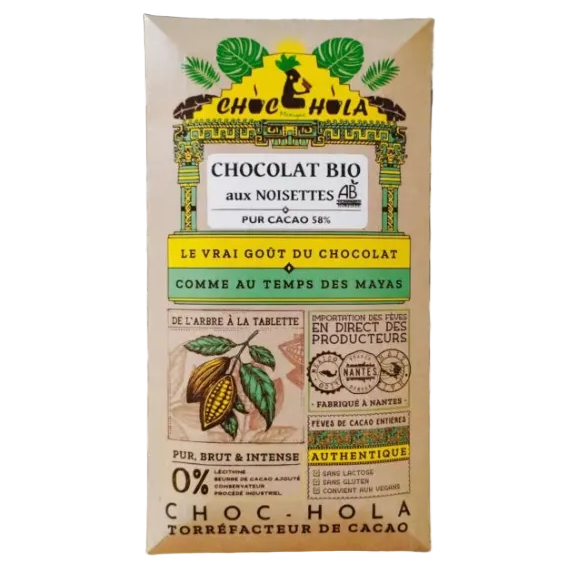 CHOC HOLA
CHOCOLAT BIO
aux NOISETTES AB
PUR CACAO 58%
LE VRAI GOÛT DU CHOCOLAT
COMME AU TEMPS DES MAYAS
DE L'ARBRE À LA TABLETTE
IMPORTATION DES FÈVES
EN DIRECT DES
PRODUCTEURS
NANTES
- FABRIQUÉ À NANTES -
FÈVES DE CACAO ENTIÈRES
AUTHENTIQUE
SANS LACTOSE
SANS GLUTEN
CONVIENT AUX VEGANS
PUR, BRUT & INTENSE
0%
LÉCITHINE
BEURRE DE CACAO AJOUTÉ
CONSERVATEUR
PROCÉDÉ INDUSTRIEL
CHOC-HOLA
TORRÉFACTEUR DE CACAO